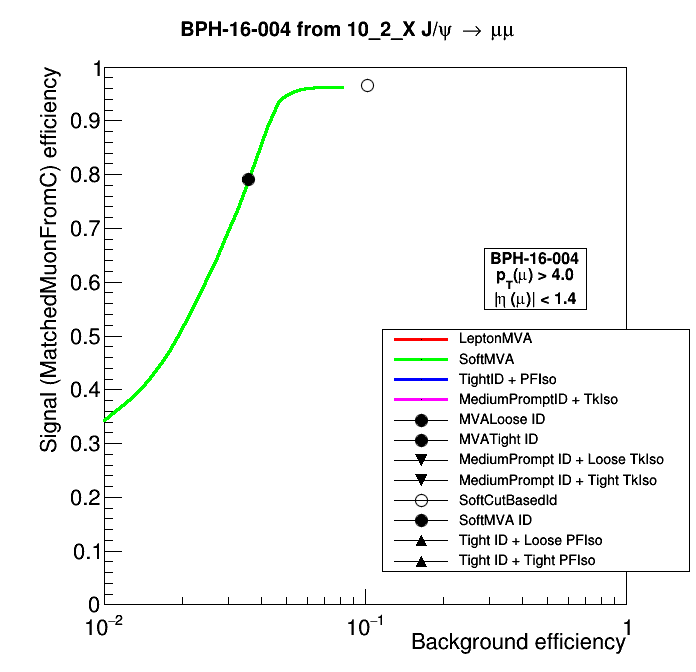 BPH-16-004 from 10_2_X J/ψ → μμ
Signal (MatchedMuonFromC) efficiency
1
0.9
0.8
0.7
0.6
0.5
0.4
0.3
0.2
0.1
0
BPH-16-004
p_T(μ) > 4.0
|η (μ)| < 1.4
LeptonMVA
SoftMVA
TightID + PFIso
MediumPromptID + TkIso
MVALoose ID
MVATight ID
MediumPrompt ID + Loose TkIso
MediumPrompt ID + Tight TkIso
SoftCutBasedId
SoftMVA ID
Tight ID + Loose PFIso
Tight ID + Tight PFIso
10⁻² 10⁻¹ 1
Background efficiency